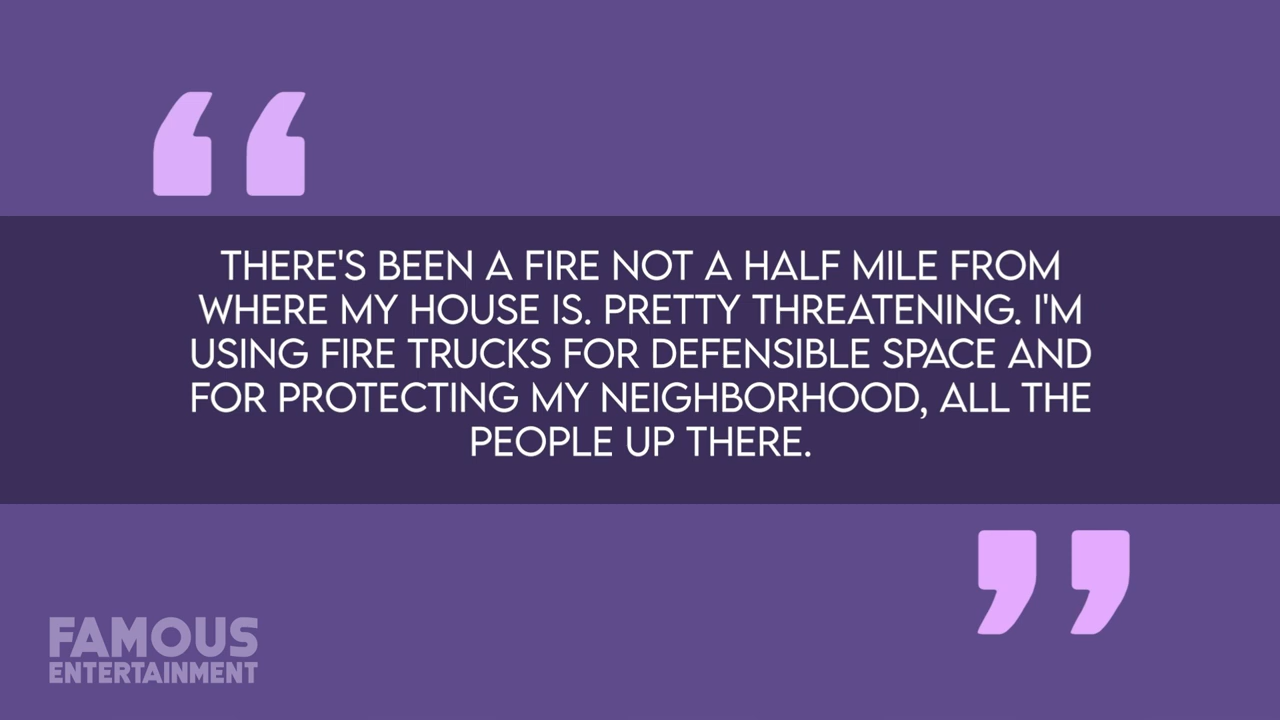 THERE'S BEEN A FIRE NOT A HALF MILE FROM
WHERE MY HOUSE IS. PRETTY THREATENING. I'M
USING FIRE TRUCKS FOR DEFENSIBLE SPACE AND
FOR PROTECTING MY NEIGHBORHOOD, ALL THE
PEOPLE UP THERE.
FAMOUS
ENTERTAINMENT